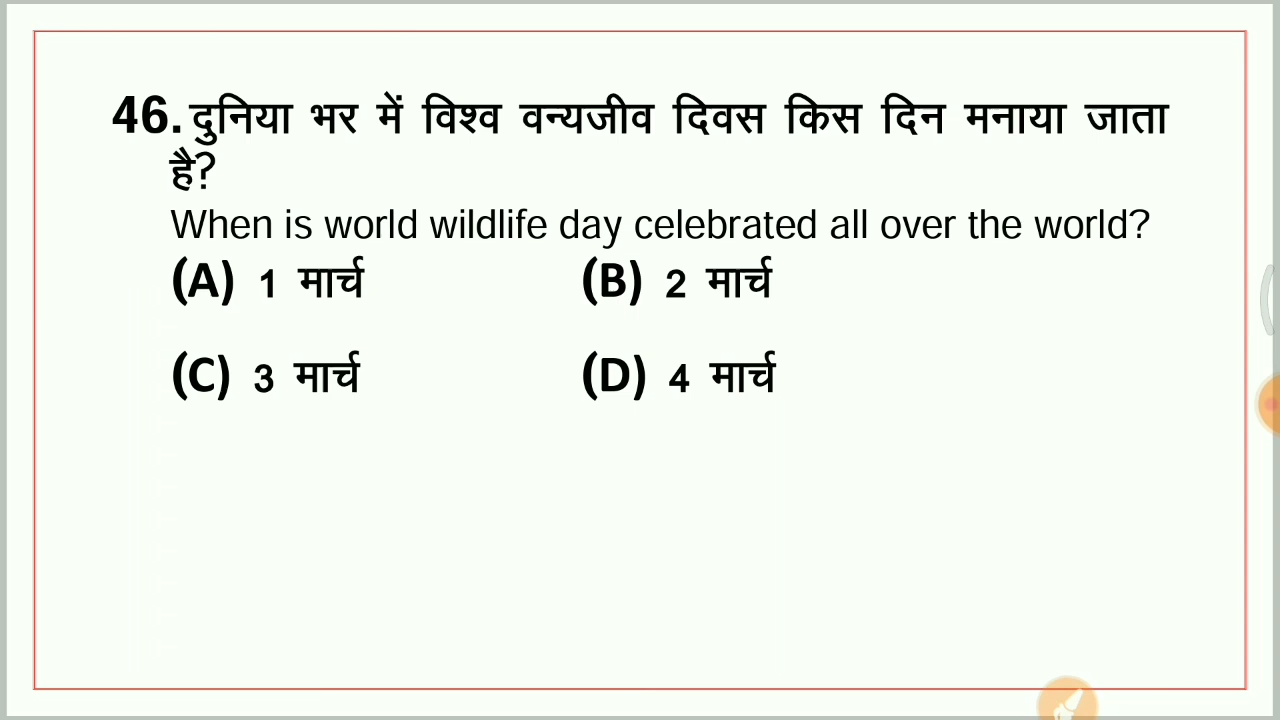 46. दुनिया भर में विश्व वन्यजीव दिवस किस दिन मनाया जाता
है?
When is world wildlife day celebrated all over the world?
(A) 1 मार्च (B) 2 मार्च
(C) 3 मार्च (D) 4 मार्च